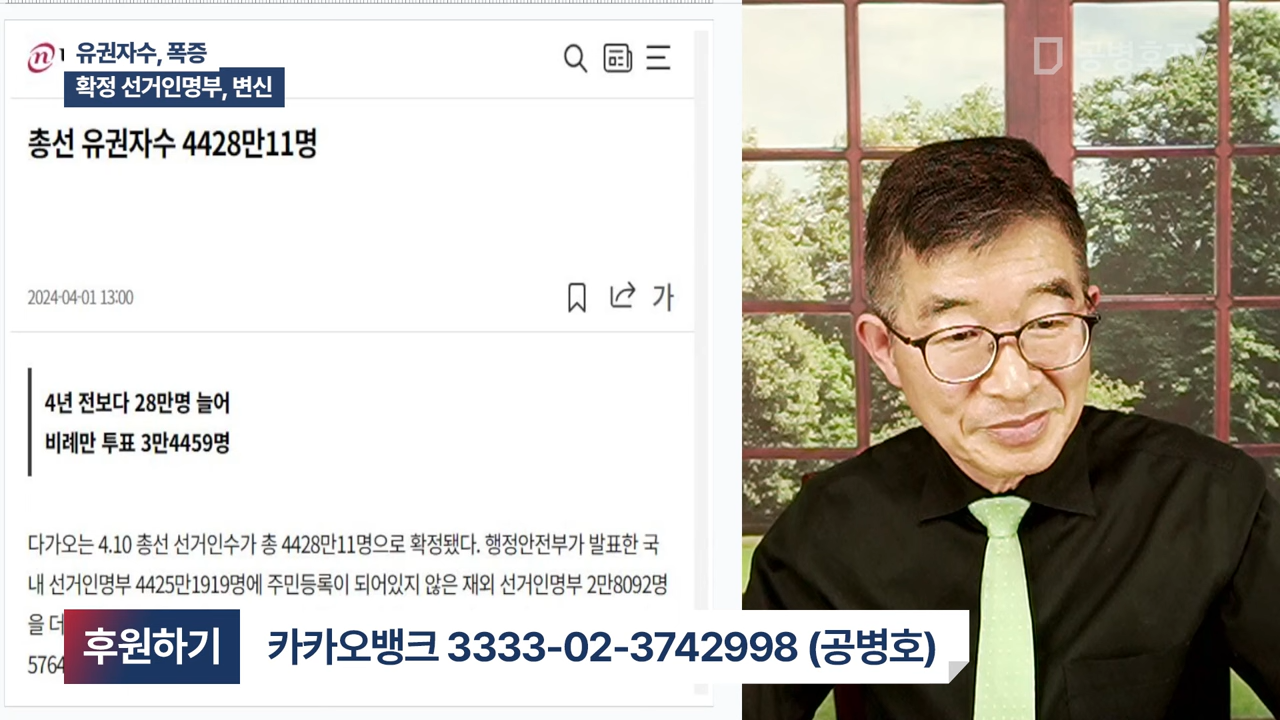 유권자수, 폭증
확정 선거인명부, 변신
총선 유권자수 4428만11명
2024-04-01 13:00
가
4년 전보다 28만명 늘어
비례만 투표 3만4459명
다가오는 4.10 총선 선거인수가 총 4428만11명으로 확정됐다. 행정안전부가 발표한 국
내 선거인명부 4425만1919명에 주민등록이 되어있지 않은 재외 선거인명부 2만8092명
을 더
5764
후원하기 카카오뱅크 3333-02-3742998 (공병호)